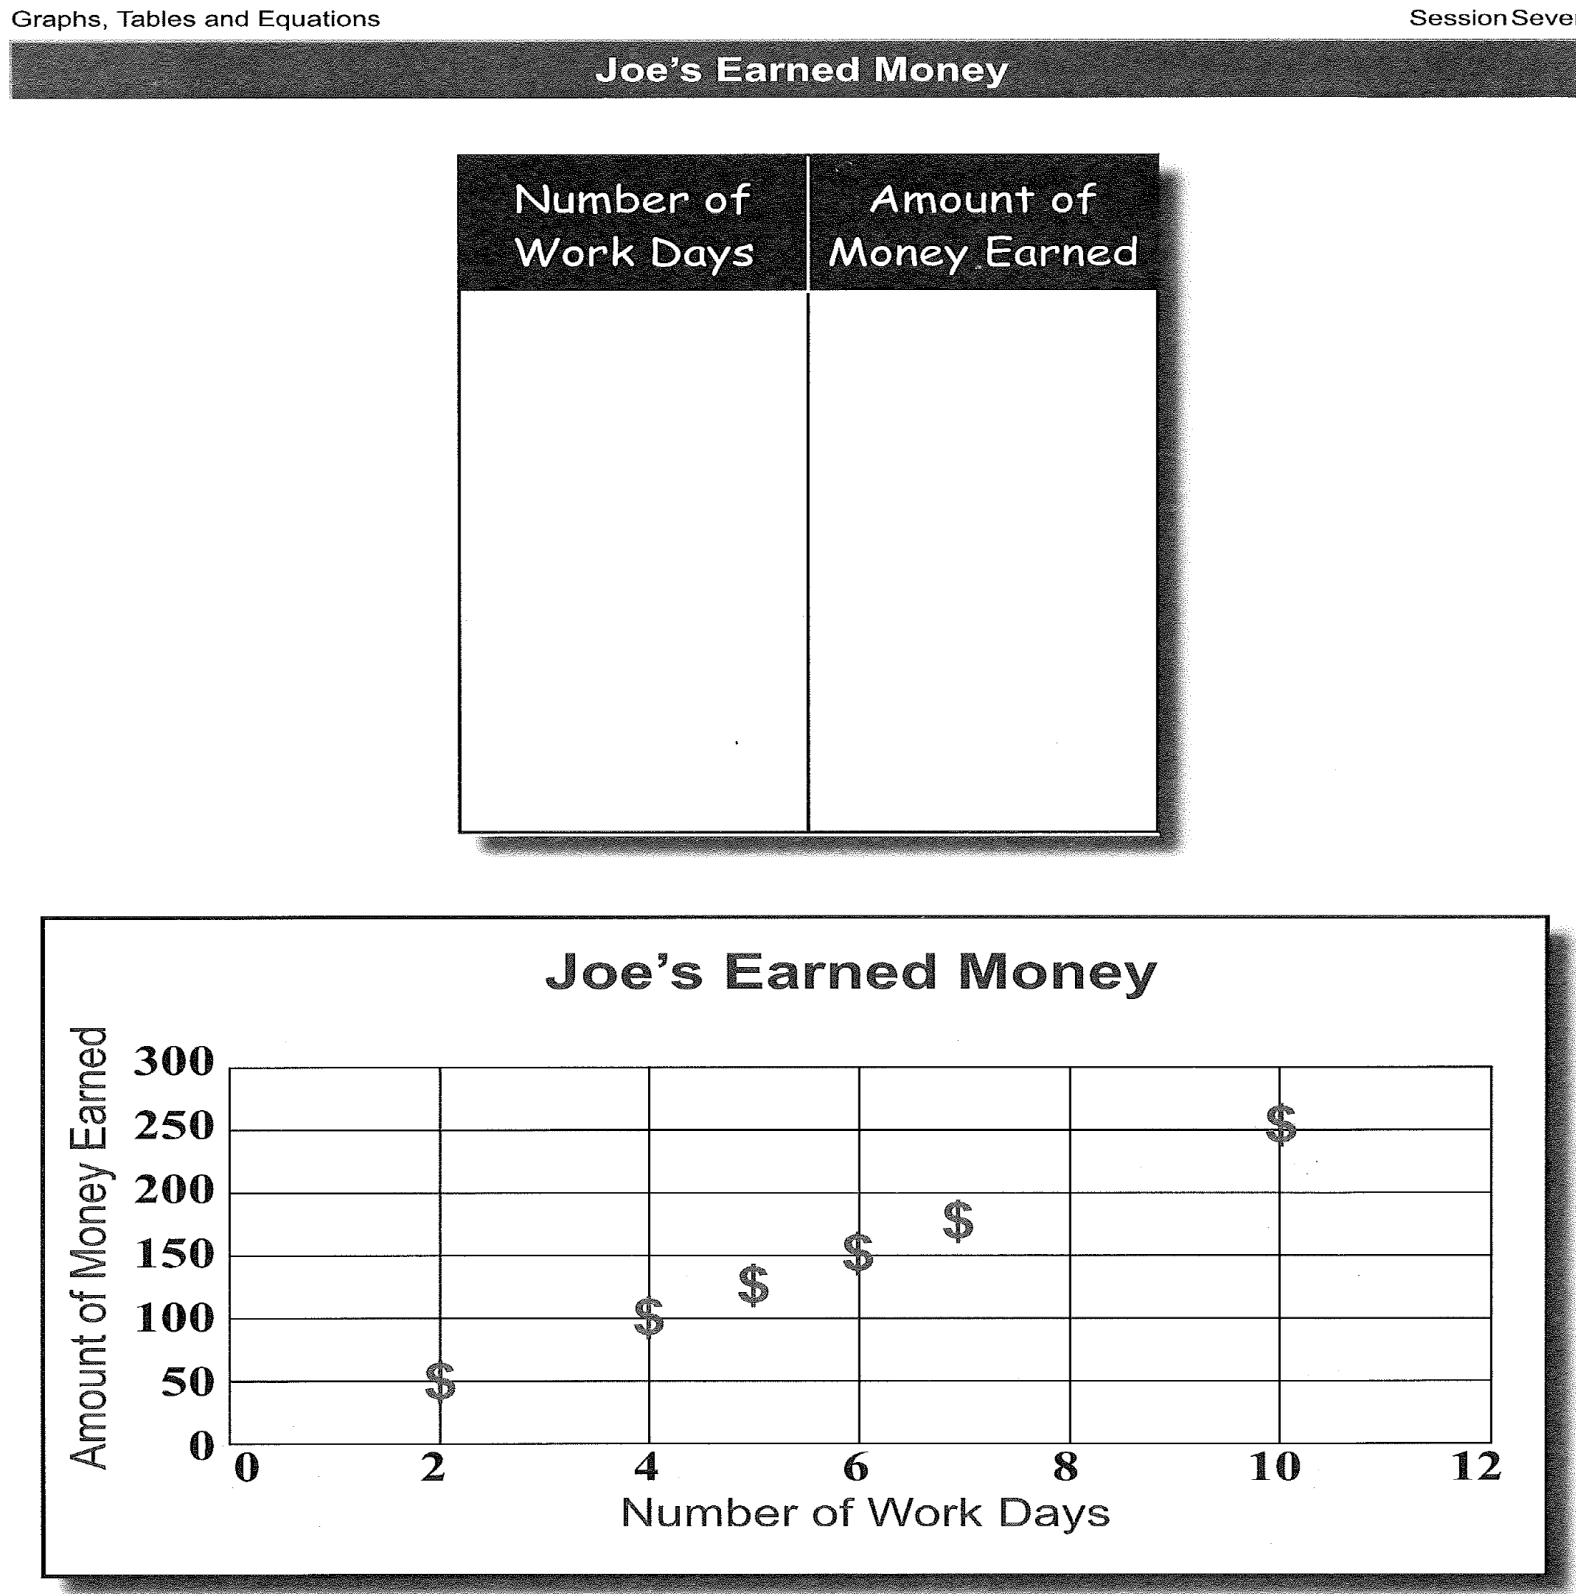 Graphs, Tables and Equations
Session Seven
Joe's Earned Money
Number of
Work Days
Amount of
Money Earned
Joe's Earned Money
Amount of Money Earned
300
250
200
150
100
50
0
$
$
$
$
$
$
0 2 4 6 8 10 12
Number of Work Days